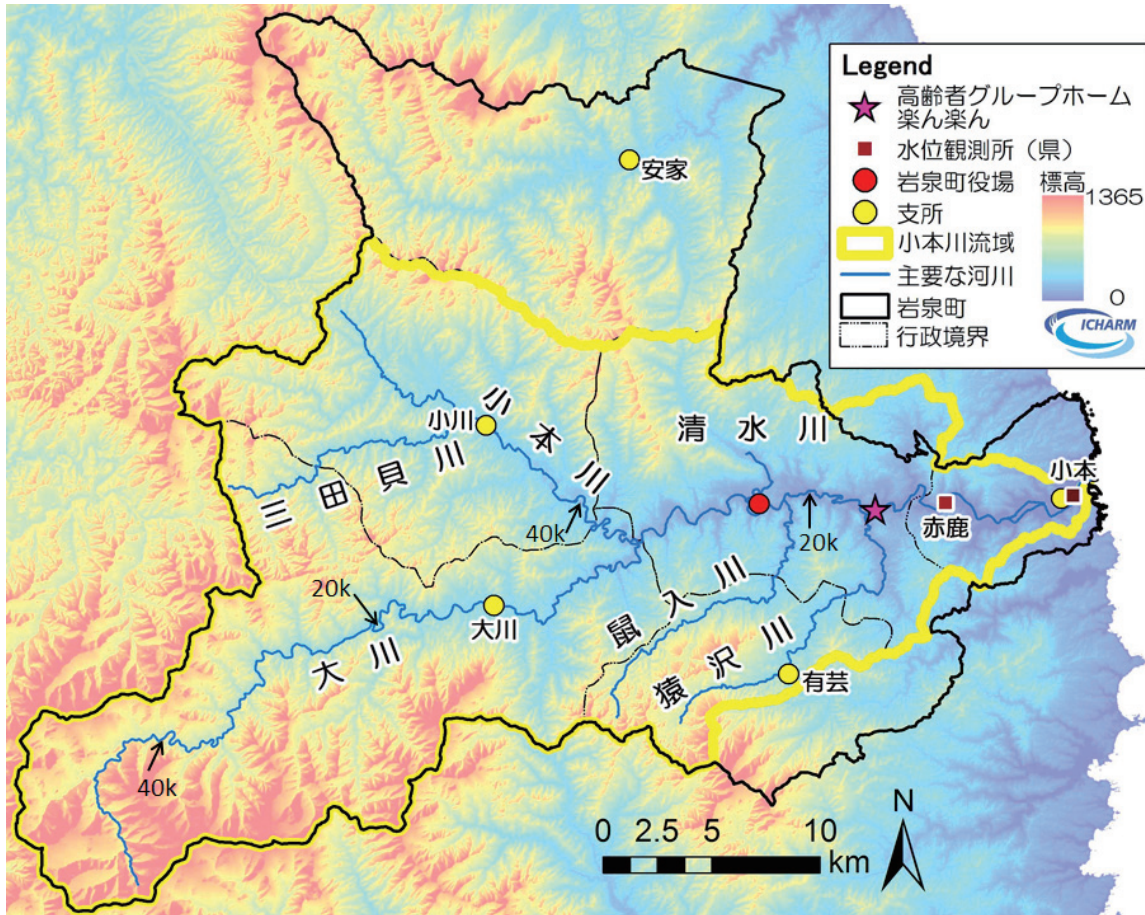 Legend
高齢者グループホーム
楽ん楽ん
水位観測所（県）
岩泉町役場
標高
1365
0
支所
小本川流域
主要な河川
岩泉町
行政境界
ICHARM
安家
小川
小本川
清水川
三田貝川
小本
赤鹿
40k
20k
20k
大川
大川
鼠入川
猿沢川
有芸
40k
N
0 2.5 5 10
km